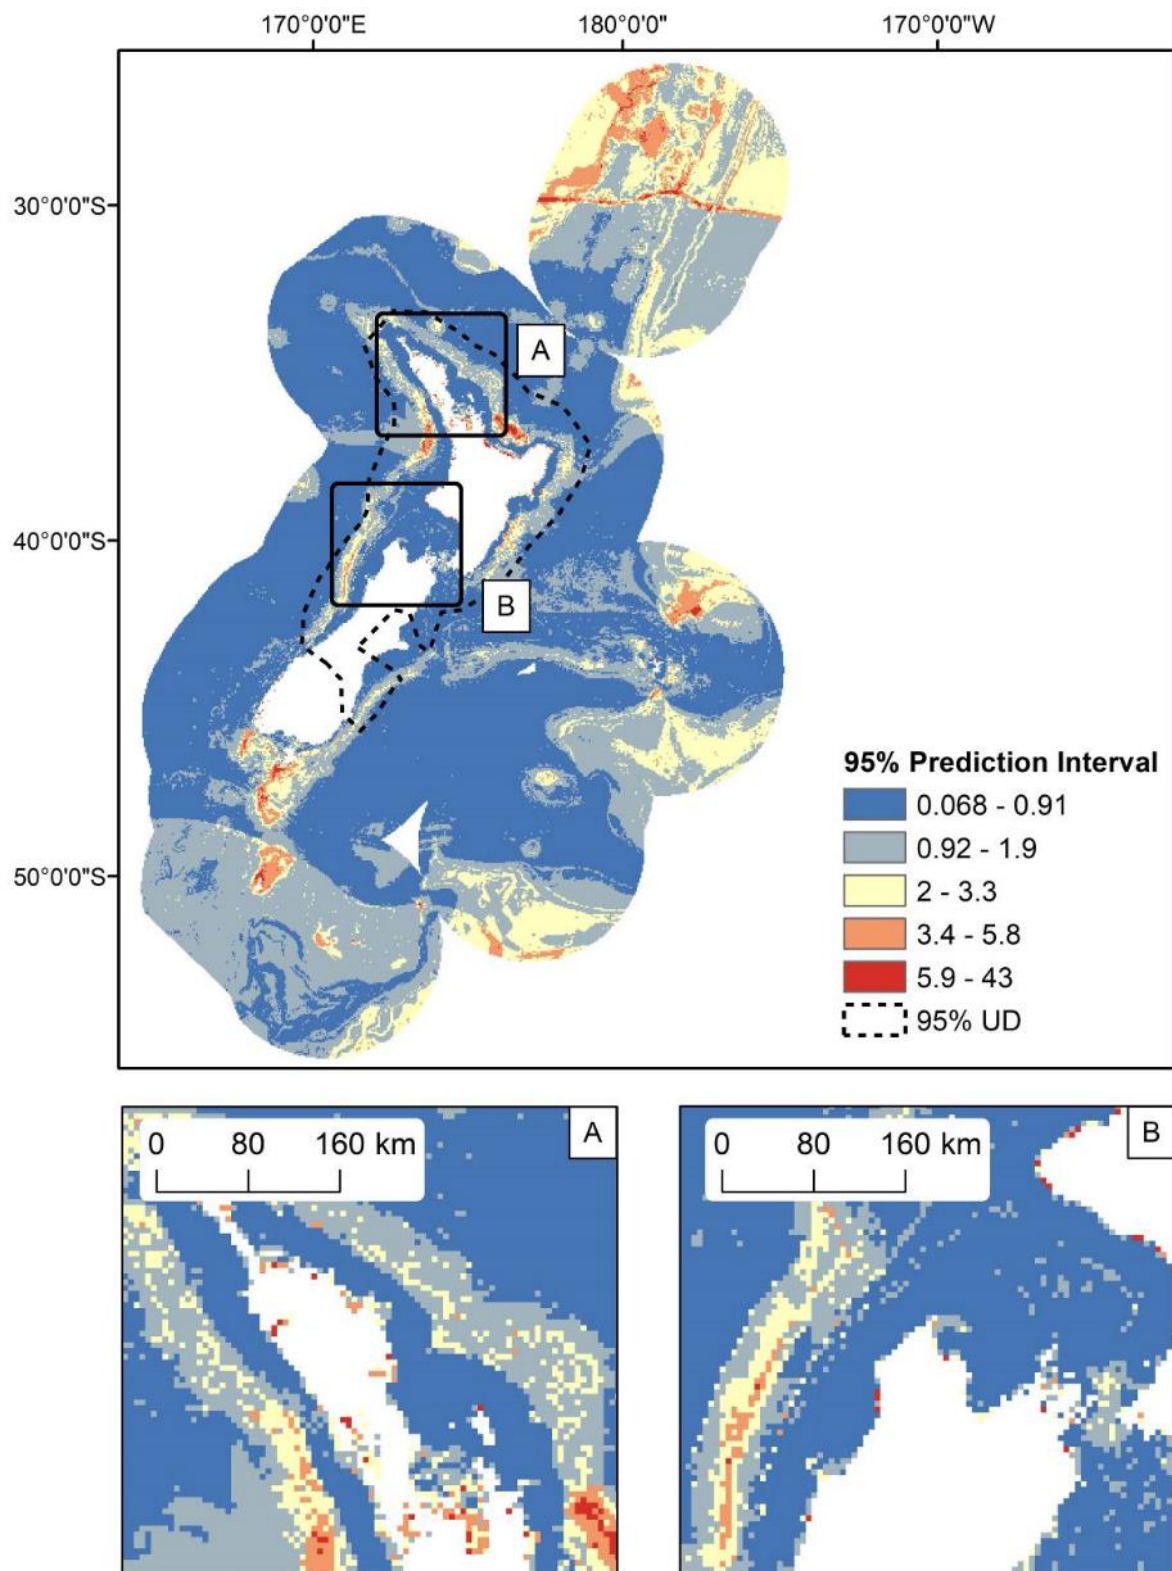 170°0'0"E 180°0'0" 170°0'0"W
30°0'0"S
A
40°0'0"S
B
95% Prediction Interval
0.068 - 0.91
0.92 - 1.9
50°0'0"S
2 - 3.3
3.4 - 5.8
5.9 - 43
95% UD
0 80 160 km A
0 80 160 km B